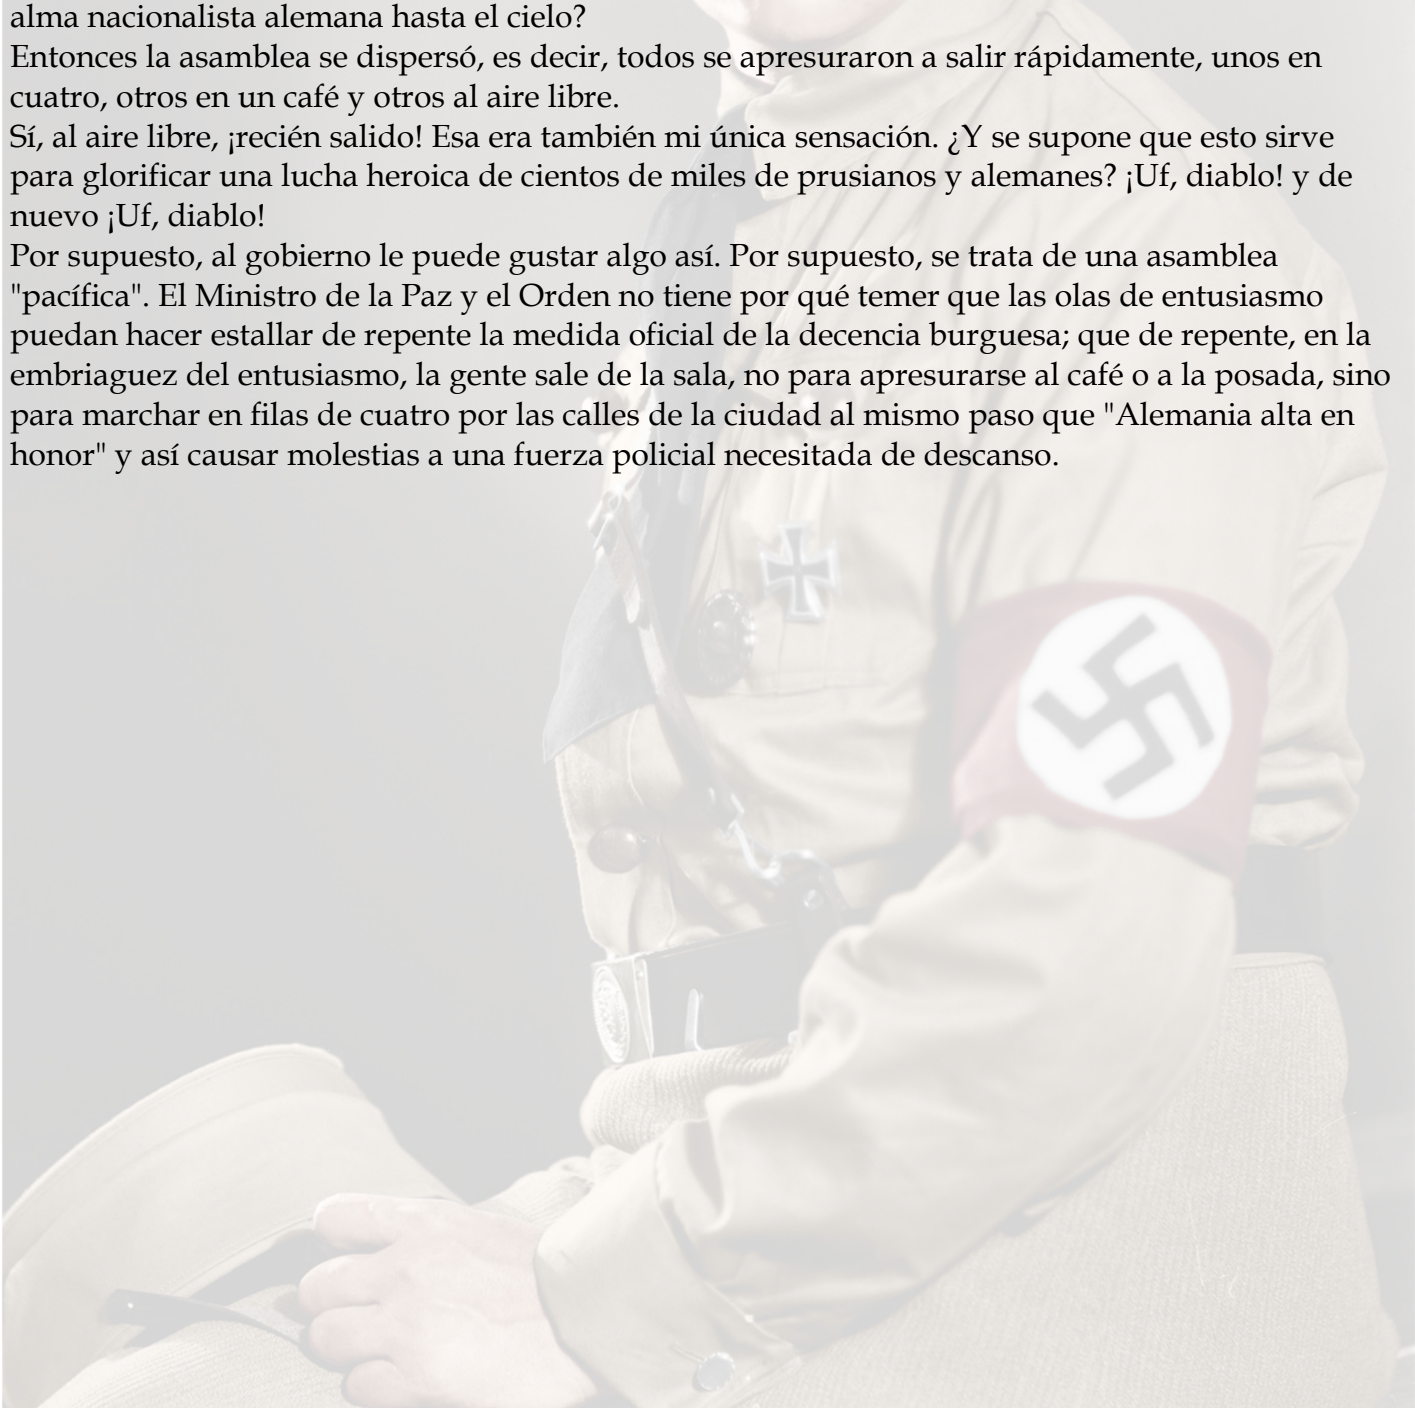 alma nacionalista alemana hasta el cielo?
Entonces la asamblea se dispersó, es decir, todos se apresuraron a salir rápidamente, unos en
cuatro, otros en un café y otros al aire libre.
Sí, al aire libre, ¡recién salido! Esa era también mi única sensación. ¿Y se supone que esto sirve
para glorificar una lucha heroica de cientos de miles de prusianos y alemanes? ¡Uf, diablo! y de
nuevo ¡Uf, diablo!
Por supuesto, al gobierno le puede gustar algo así. Por supuesto, se trata de una asamblea
"pacífica". El Ministro de la Paz y el Orden no tiene por qué temer que las olas de entusiasmo
puedan hacer estallar de repente la medida oficial de la decencia burguesa; que de repente, en la
embriaguez del entusiasmo, la gente sale de la sala, no para apresurarse al café o a la posada, sino
para marchar en filas de cuatro por las calles de la ciudad al mismo paso que "Alemania alta en
honor" y así causar molestias a una fuerza policial necesitada de descanso.